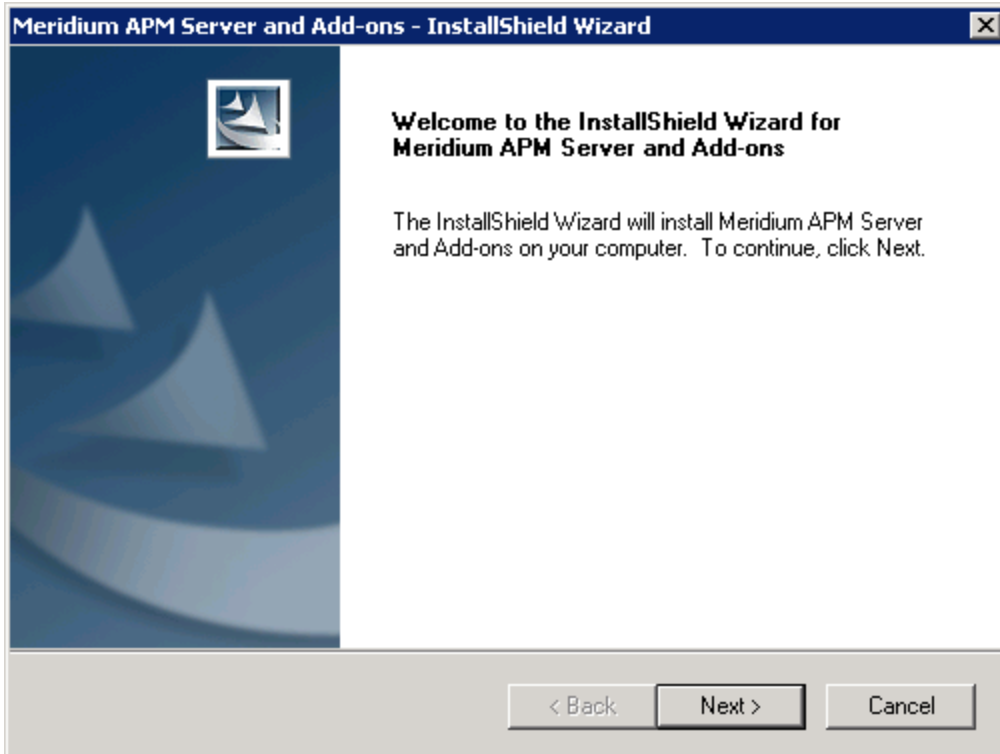 Meridium APM Server and Add-ons - InstallShield Wizard
Welcome to the InstallShield Wizard for
Meridium APM Server and Add-ons
The InstallShield Wizard will install Meridium APM Server
and Add-ons on your computer.  To continue, click Next.
< Back
Next >
Cancel